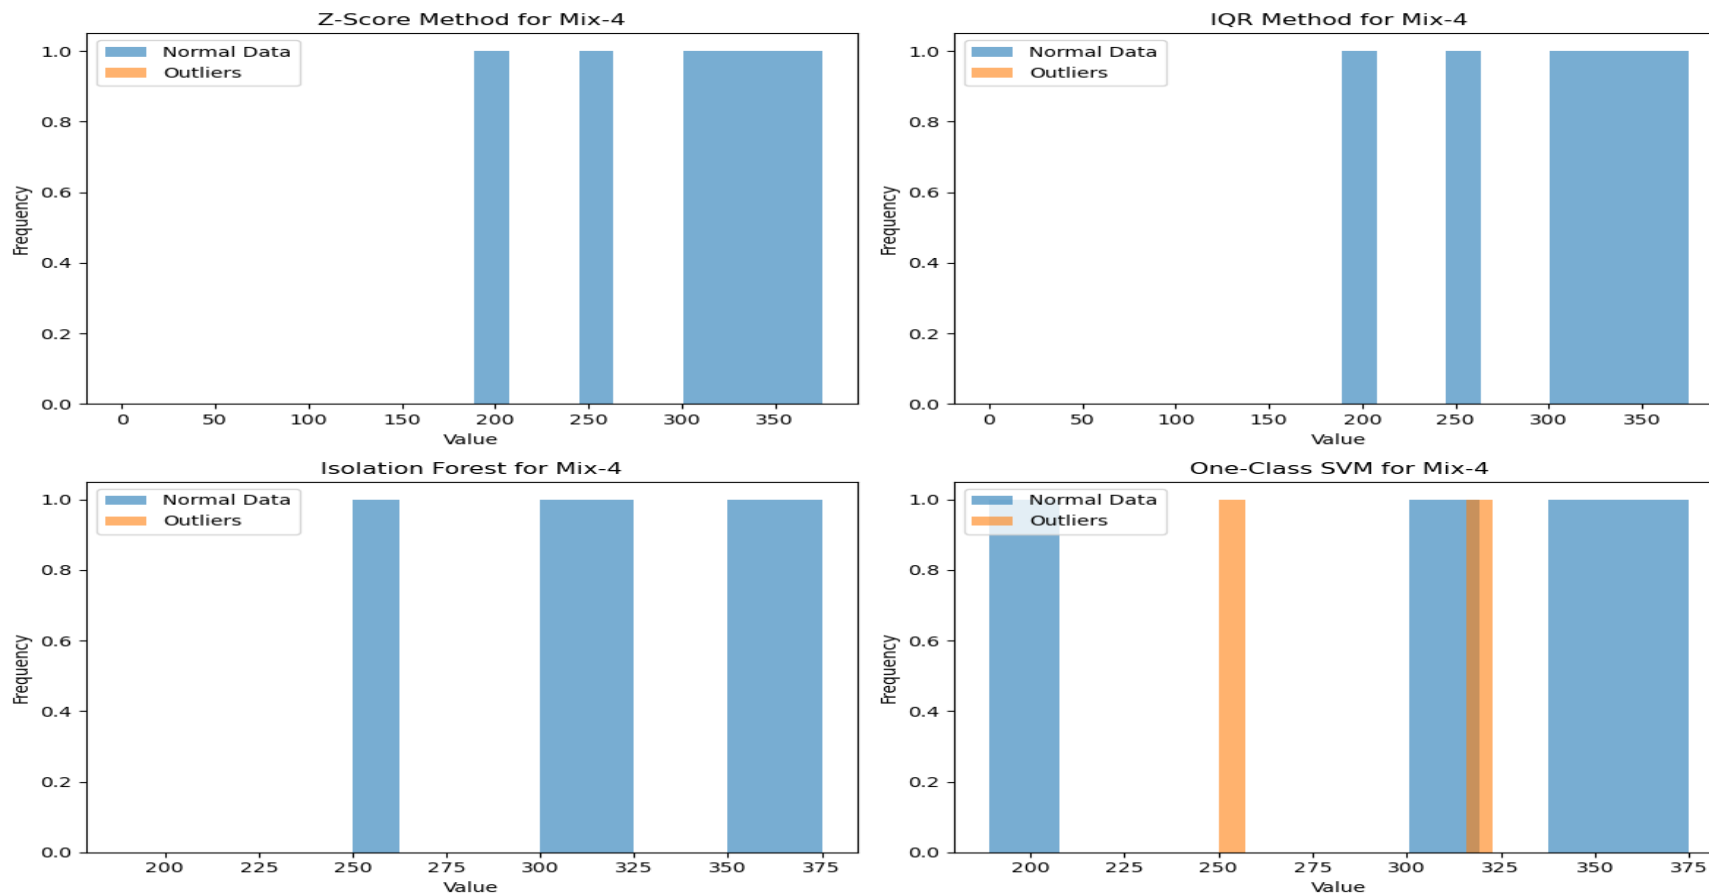 Z-Score Method for Mix-4
Normal Data
Outliers
Frequency
1.0
0.8
0.6
0.4
0.2
0.0
0 50 100 150 200 250 300 350
Value
IQR Method for Mix-4
Normal Data
Outliers
Frequency
1.0
0.8
0.6
0.4
0.2
0.0
0 50 100 150 200 250 300 350
Value
Isolation Forest for Mix-4
Normal Data
Outliers
Frequency
1.0
0.8
0.6
0.4
0.2
0.0
200 225 250 275 300 325 350 375
Value
One-Class SVM for Mix-4
Normal Data
Outliers
Frequency
1.0
0.8
0.6
0.4
0.2
0.0
200 225 250 275 300 325 350 375
Value